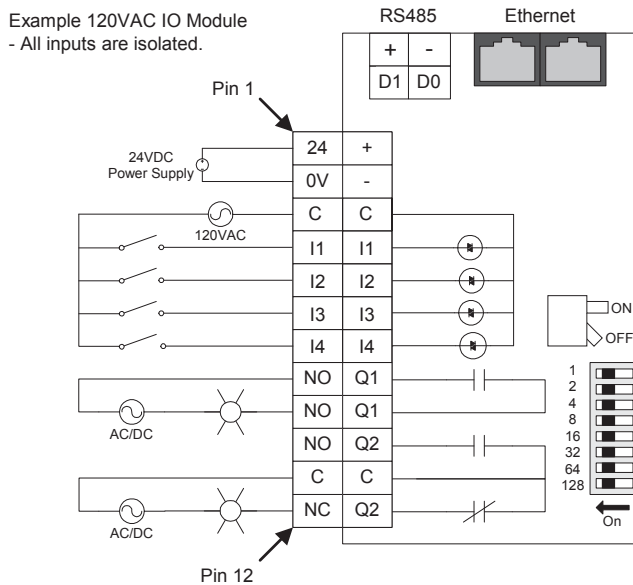 Example 120VAC IO Module
- All inputs are isolated.
RS485
Ethernet
+ -
D1 D0
Pin 1
24VDC
Power Supply
24 +
0V -
C C
120VAC
I1 I1
I2 I2
I3 I3
I4 I4
NO Q1
NO Q1
AC/DC
NO Q2
C C
NC Q2
AC/DC
Pin 12
ON
OFF
1
2
4
8
16
32
64
128
On